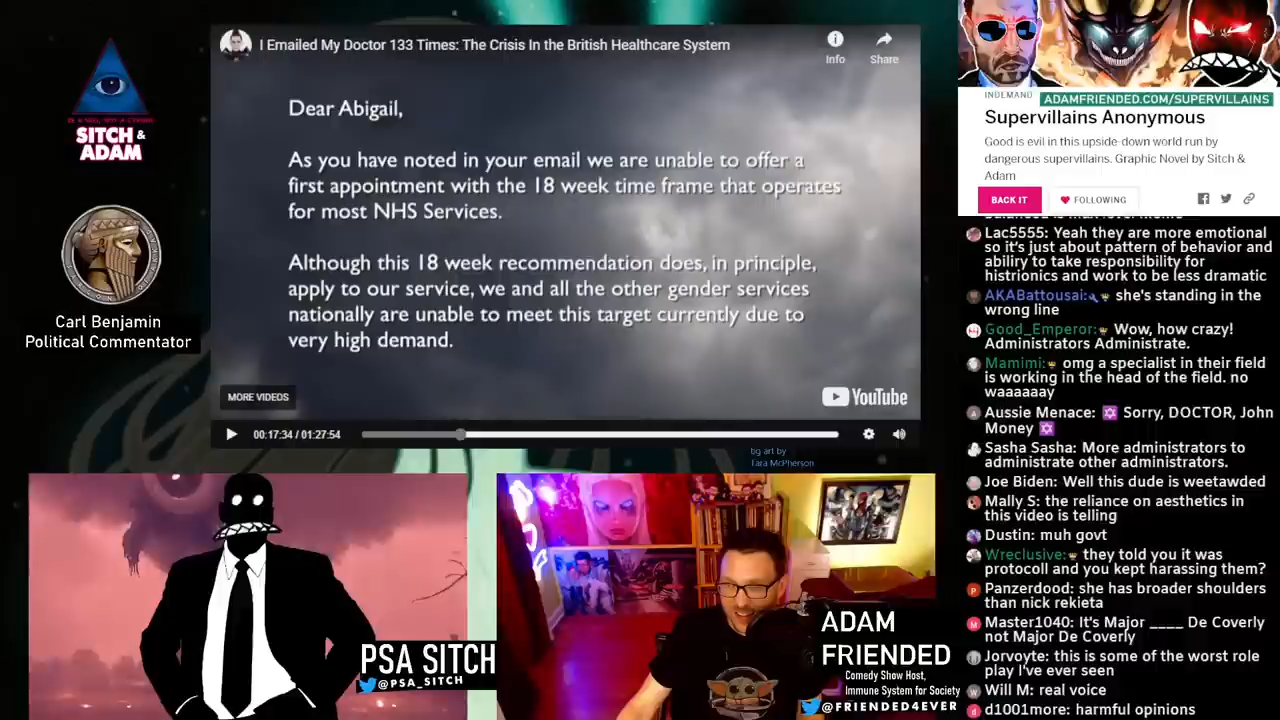 I Emailed My Doctor 133 Times: The Crisis In the British Healthcare System
Info
Share
Dear Abigail,
As you have noted in your email we are unable to offer a
first appointment with the 18 week time frame that operates
for most NHS Services.
Although this 18 week recommendation does, in principle,
apply to our service, we and all the other gender services
nationally are unable to meet this target currently due to
very high demand.
MORE VIDEOS
YouTube
00:17:34 / 01:27:54
SITCH &
ADAM
Carl Benjamin
Political Commentator
bg art by
Tara McPherson
PSA SITCH
@PSA_SITCH
ADAM
FRIENDED
Comedy Show Host,
Immune System for Society
@FRIENDED4EVER
INDEMAND
ADAMFRIENDED.COM/SUPERVILLAINS
Supervillains Anonymous
Good is evil in this upside-down world run by
dangerous supervillains. Graphic Novel by Sitch &
Adam
BACK IT
FOLLOWING
Lac5555: Yeah they are more emotional
so it's just about pattern of behavior and
abiliry to take responsibility for
histrionics and work to be less dramatic
AKABattousai: she's standing in the
wrong line
Good_Emperor: Wow, how crazy!
Administrators Administrate.
Mamimi: omg a specialist in their field
is working in the head of the field. no
waaaaaay
Aussie Menace: ✡ Sorry, DOCTOR, John
Money ✡
Sasha Sasha: More administrators to
administrate other administrators.
Joe Biden: Well this dude is weetawded
Mally S: the reliance on aesthetics in
this video is telling
Dustin: muh govt
Wreclusive: they told you it was
protocoll and you kept harassing them?
Panzerdood: she has broader shoulders
than nick rekieta
Master1040: It's Major ____ De Coverly
not Major De Coverly
Jorvoyte: this is some of the worst role
play I've ever seen
Will M: real voice
d1001more: harmful opinions